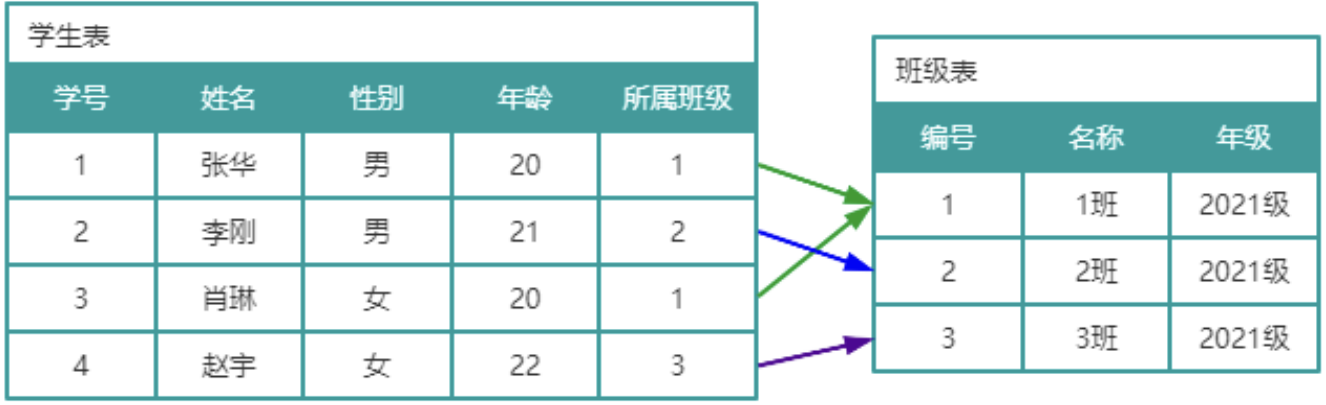 学生表
学号 姓名 性别 年龄 所属班级
1 张华 男 20 1
2 李刚 男 21 2
3 肖琳 女 20 1
4 赵宇 女 22 3
班级表
编号 名称 年级
1 1班 2021级
2 2班 2021级
3 3班 2021级